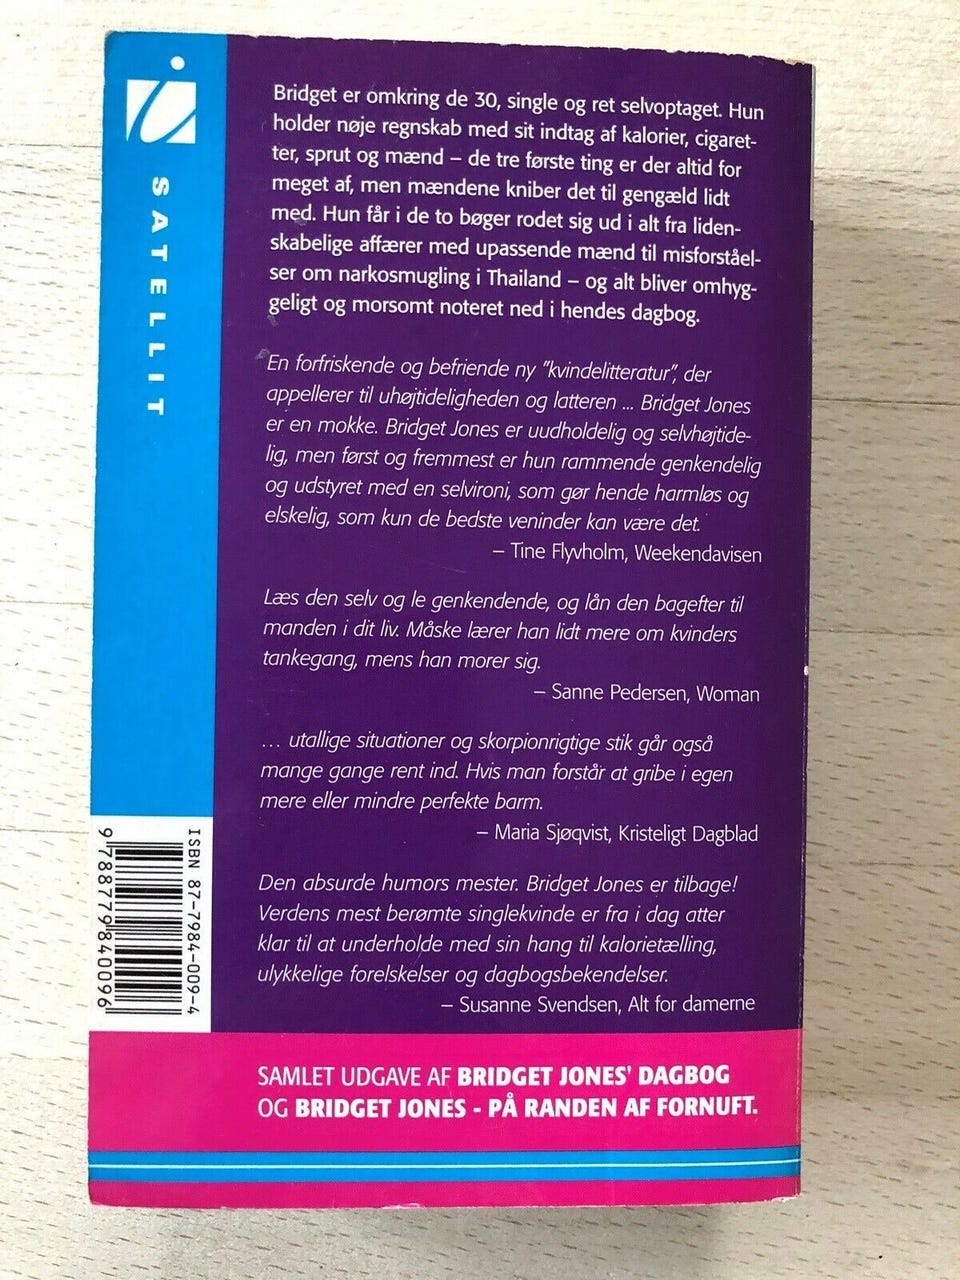 SATELLIT
Bridget er omkring de 30, single og ret selvoptaget. Hun
holder nøje regnskab med sit indtag af kalorier, cigaret-
ter, sprut og mænd – de tre første ting er der altid for
meget af, men mændene kniber det til gengæld lidt
med. Hun får i de to bøger rodet sig ud i alt fra liden-
skabelige affærer med upassende mænd til misforståel-
ser om narkosmugling i Thailand – og alt bliver omhyg-
geligt og morsomt noteret ned i hendes dagbog.
En forfriskende og befriende ny "kvindelitteratur", der
appellerer til uhøjtideligheden og latteren ... Bridget Jones
er en mokke. Bridget Jones er uudholdelig og selvhøjtide-
lig, men først og fremmest er hun rammende genkendelig
og udstyret med en selvironi, som gør hende harmløs og
elskelig, som kun de bedste veninder kan være det.
– Tine Flyvholm, Weekendavisen
Læs den selv og le genkendende, og lån den bagefter til
manden i dit liv. Måske lærer han lidt mere om kvinders
tankegang, mens han morer sig.
– Sanne Pedersen, Woman
... utallige situationer og skorpionrigtige stik går også
mange gange rent ind. Hvis man forstår at gribe i egen
mere eller mindre perfekte barm.
– Maria Sjøqvist, Kristeligt Dagblad
Den absurde humors mester. Bridget Jones er tilbage!
Verdens mest berømte singlekvinde er fra i dag atter
klar til at underholde med sin hang til kalorietælling,
ulykkelige forelskelser og dagbogsbekendelser.
– Susanne Svendsen, Alt for damerne
ISBN 87-7984-009-4
9 788779 840096
SAMLET UDGAVE AF BRIDGET JONES' DAGBOG
OG BRIDGET JONES - PÅ RANDEN AF FORNUFT.